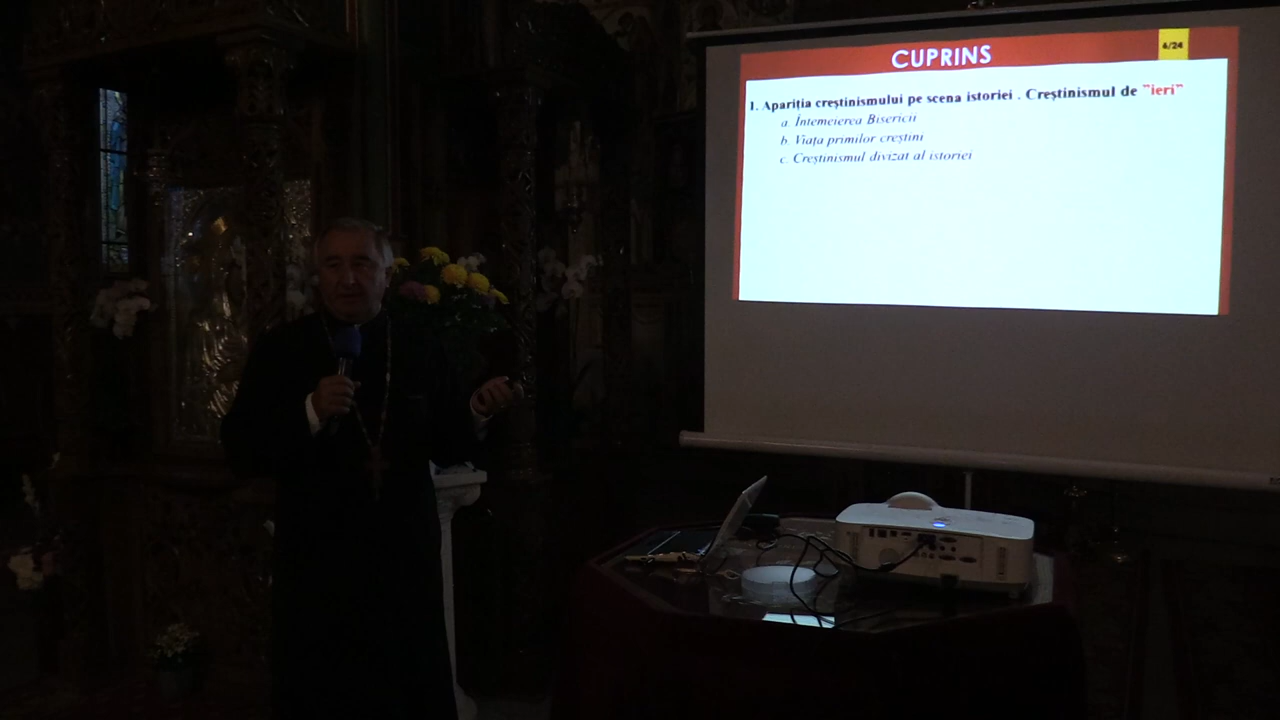 CUPRINS
6/24
1. Apariția creștinismului pe scena istoriei . Creștinismul de "ieri"
a. Întemeierea Bisericii
b. Viața primilor creștini
c. Creștinismul divizat al istoriei